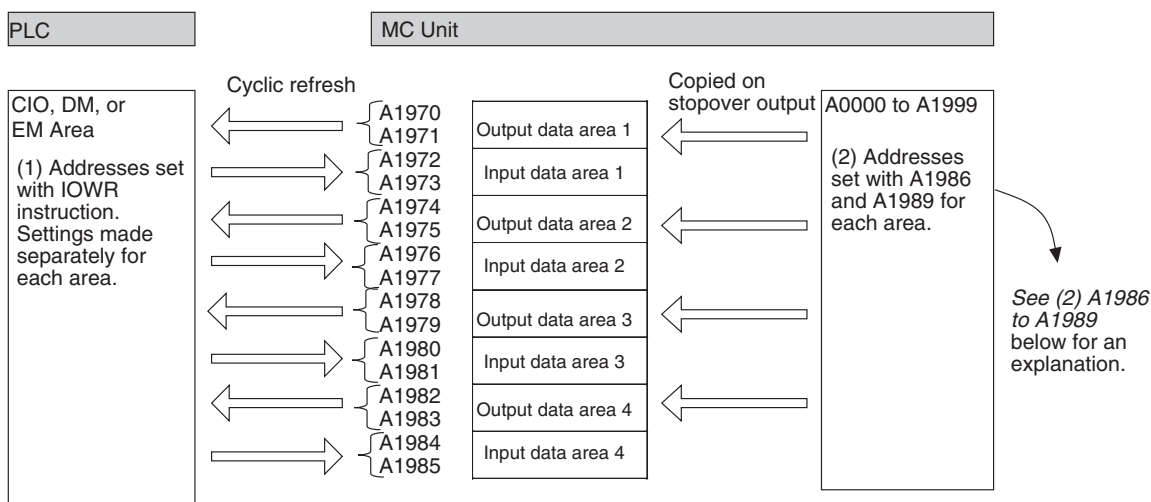 PLC
MC Unit
Cyclic refresh
Copied on
stopover output
CIO, DM, or
EM Area
(1) Addresses set
with IOWR
instruction.
Settings made
separately for
each area.
A1970
A1971
Output data area 1
A1972
A1973
Input data area 1
A1974
A1975
Output data area 2
A1976
A1977
Input data area 2
A1978
A1979
Output data area 3
A1980
A1981
Input data area 3
A1982
A1983
Output data area 4
A1984
A1985
Input data area 4
A0000 to A1999
(2) Addresses
set with A1986
and A1989 for
each area.
See (2) A1986
to A1989
below for an
explanation.